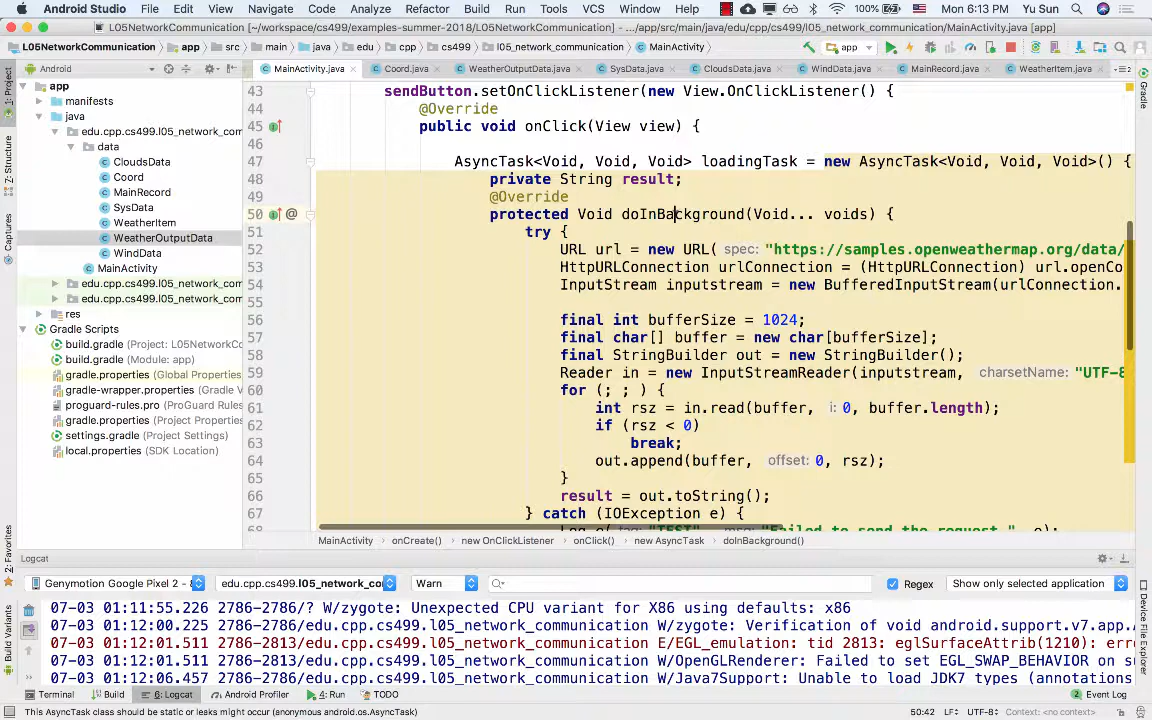 Android Studio File Edit View Navigate Code Analyze Refactor Build Run Tools VCS Window Help 100% Mon 6:13 PM Yu Sun
L05NetworkCommunication [~/workspace/cs499/examples-summer-2018/L05NetworkCommunication] - .../app/src/main/java/edu/cpp/cs499/l05_network_communication/MainActivity.java [app]
L05NetworkCommunication app src main java edu cpp cs499 l05_network_communication MainActivity app
Android MainActivity.java Coord.java WeatherOutputData.java SysData.java CloudsData.java WindData.java MainRecord.java WeatherItem.java
app
manifests
java
edu.cpp.cs499.l05_network_comm
data
CloudsData
Coord
MainRecord
SysData
WeatherItem
WeatherOutputData
WindData
MainActivity
edu.cpp.cs499.l05_network_com
edu.cpp.cs499.l05_network_com
res
Gradle Scripts
build.gradle (Project: L05NetworkCo
build.gradle (Module: app)
gradle.properties (Global Properties
gradle-wrapper.properties (Gradle V
proguard-rules.pro (ProGuard Rules
gradle.properties (Project Properties
settings.gradle (Project Settings)
local.properties (SDK Location)
1: Project
7: Structure
Captures
2: Favorites
Build Variants
Gradle
Device File Explorer
43 sendButton.setOnClickListener(new View.OnClickListener() {
44 @Override
45 public void onClick(View view) {
46
47 AsyncTask<Void, Void, Void> loadingTask = new AsyncTask<Void, Void, Void>() {
48 private String result;
49 @Override
50 @ protected Void doInBackground(Void... voids) {
51 try {
52 URL url = new URL( spec: "https://samples.openweathermap.org/data/
53 HttpURLConnection urlConnection = (HttpURLConnection) url.openCo
54 InputStream inputstream = new BufferedInputStream(urlConnection.
55
56 final int bufferSize = 1024;
57 final char[] buffer = new char[bufferSize];
58 final StringBuilder out = new StringBuilder();
59 Reader in = new InputStreamReader(inputstream, charsetName: "UTF-8
60 for (; ; ) {
61 int rsz = in.read(buffer, i: 0, buffer.length);
62 if (rsz < 0)
63 break;
64 out.append(buffer, offset: 0, rsz);
65 }
66 result = out.toString();
67 } catch (IOException e) {
MainActivity onCreate() new OnClickListener onClick() new AsyncTask doInBackground()
Logcat
Genymotion Google Pixel 2 - edu.cpp.cs499.l05_network_co Warn Regex Show only selected application
07-03 01:11:55.226 2786-2786/? W/zygote: Unexpected CPU variant for X86 using defaults: x86
07-03 01:12:00.225 2786-2786/edu.cpp.cs499.l05_network_communication W/zygote: Verification of void android.support.v7.app.
07-03 01:12:01.511 2786-2813/edu.cpp.cs499.l05_network_communication E/EGL_emulation: tid 2813: eglSurfaceAttrib(1210): erro
07-03 01:12:01.511 2786-2813/edu.cpp.cs499.l05_network_communication W/OpenGLRenderer: Failed to set EGL_SWAP_BEHAVIOR on su
07-03 01:12:06.457 2786-2813/edu.cpp.cs499.l05_network_communication W/Java7Support: Unable to load JDK7 types (annotations
Terminal Build 6: Logcat Android Profiler 4: Run TODO 2 Event Log
This AsyncTask class should be static or leaks might occur (anonymous android.os.AsyncTask) 50:42 LF UTF-8 Context: <no context>